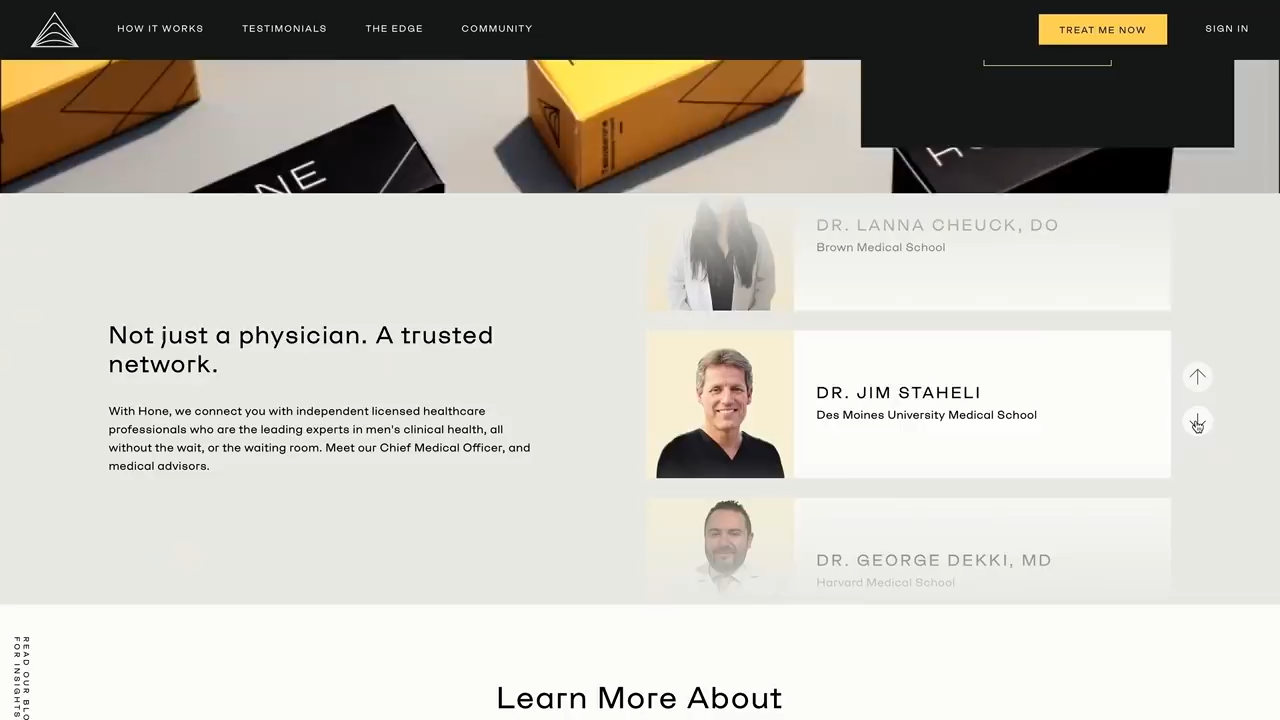 HOW IT WORKS
TESTIMONIALS
THE EDGE
COMMUNITY
TREAT ME NOW
SIGN IN
NE
Not just a physician. A trusted
network.
With Hone, we connect you with independent licensed healthcare
professionals who are the leading experts in men's clinical health, all
without the wait, or the waiting room. Meet our Chief Medical Officer, and
medical advisors.
DR. LANNA CHEUCK, DO
Brown Medical School
DR. JIM STAHELI
Des Moines University Medical School
DR. GEORGE DEKKI, MD
Harvard Medical School
READ OUR BLO
FOR INSIGHTS
Learn More About